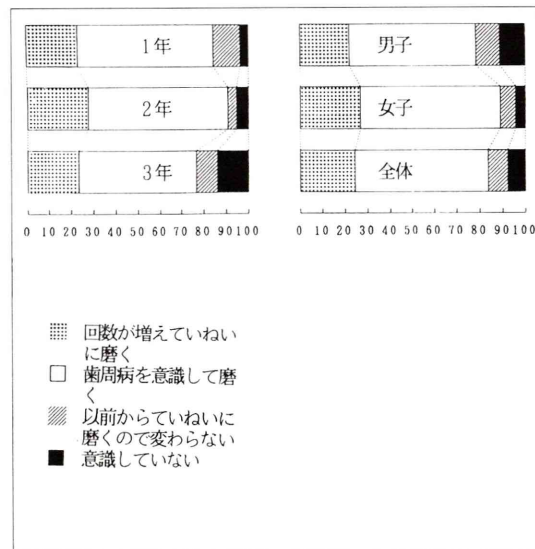 1年
2年
3年
0 10 20 30 40 50 60 70 80 90 100
男子
女子
全体
0 10 20 30 40 50 60 70 80 90 100
回数が増えていねい
に磨く
歯周病を意識して磨
く
以前からていねいに
磨くので変わらない
意識していない